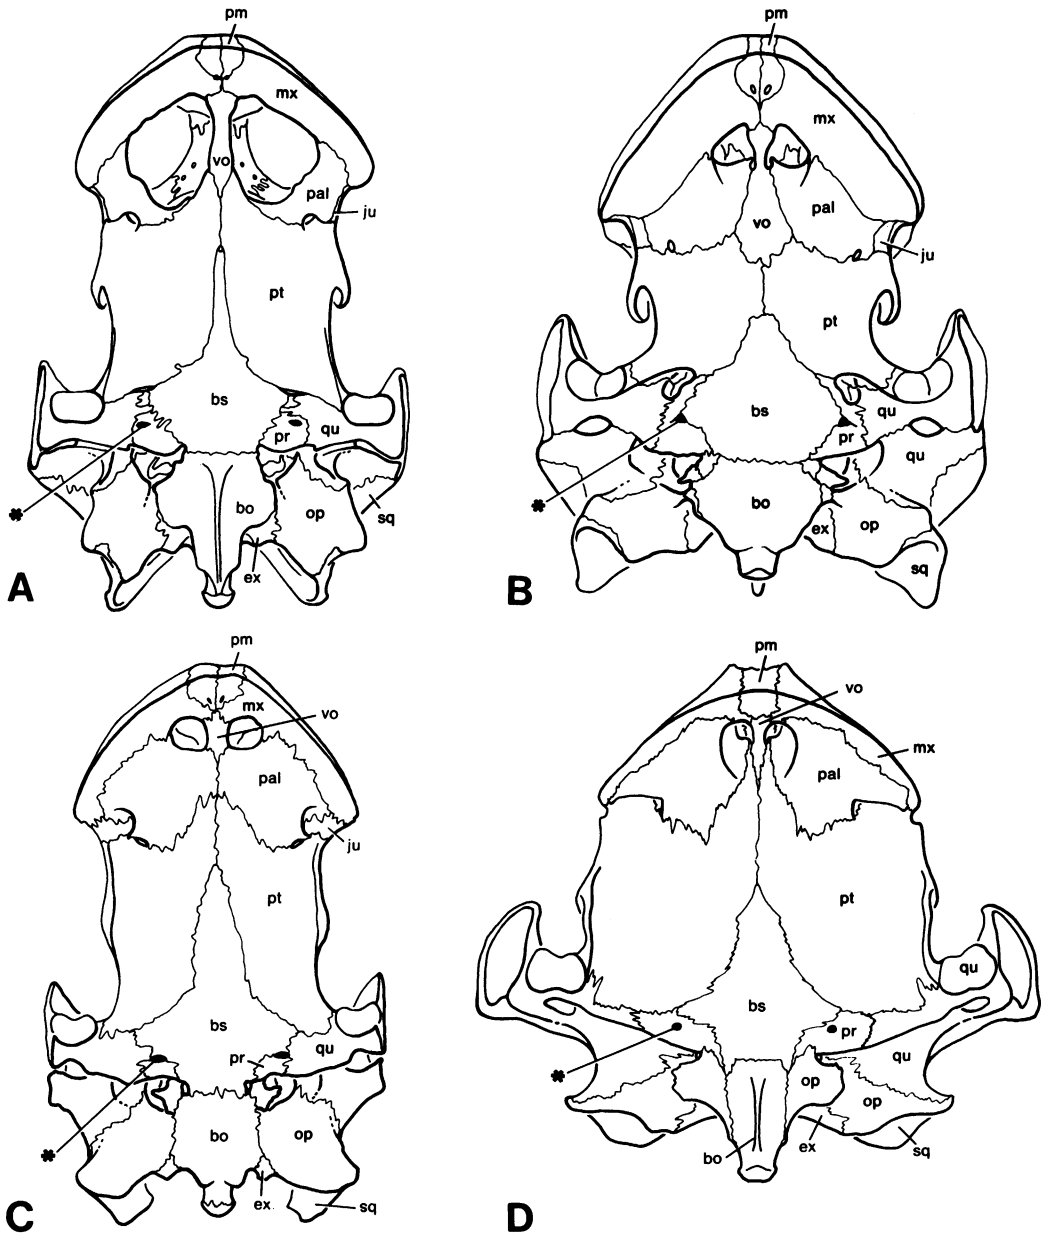 pm
mx
vo
pal
ju
pt
bs
qu
pr
*
bo
op
sq
ex
A
pm
mx
pal
vo
ju
pt
bs
qu
pr
qu
*
bo
ex
op
sq
B
pm
mx
vo
pal
ju
pt
bs
qu
pr
bo
op
*
ex
sq
C
pm
vo
mx
pal
pt
qu
bs
pr
qu
*
op
op
bo
ex
sq
D